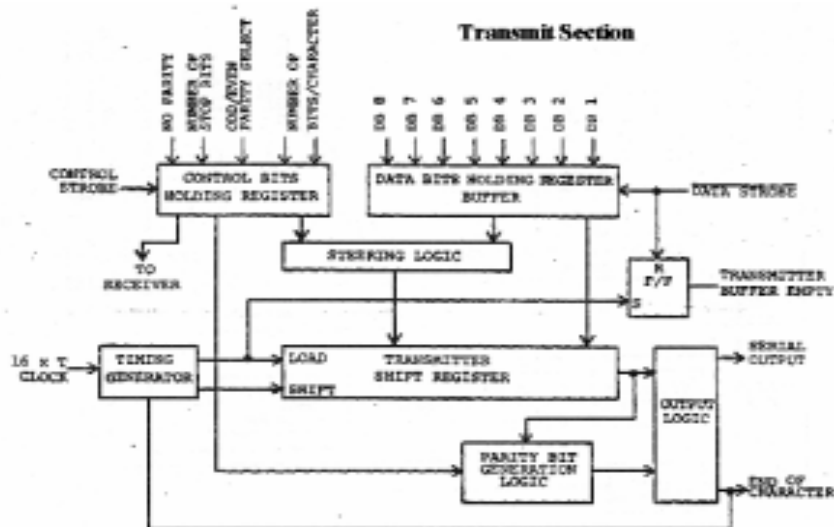 Transmit Section
NO PARITY
NUMBER OF
STOP BITS
ODD/EVEN
PARITY SELECT
NUMBER OF
BITS/CHARACTER
DB 8
DB 7
DB 6
DB 5
DB 4
DB 3
DB 2
DB 1
CONTROL
STROBE
CONTROL BITS
HOLDING REGISTER
DATA BITE HOLDING REGISTER
BUFFER
DATA STROBE
STEERING LOGIC
TO
RECEIVER
R
F/F
S
TRANSMITTER
BUFFER EMPTY
16 x T
CLOCK
TIMING
GENERATOR
LOAD
SHIFT
TRANSMITTER
SHIFT REGISTER
SERIAL
OUTPUT
OUTPUT
LOGIC
PARITY BIT
GENERATION
LOGIC
END OF
CHARACTER